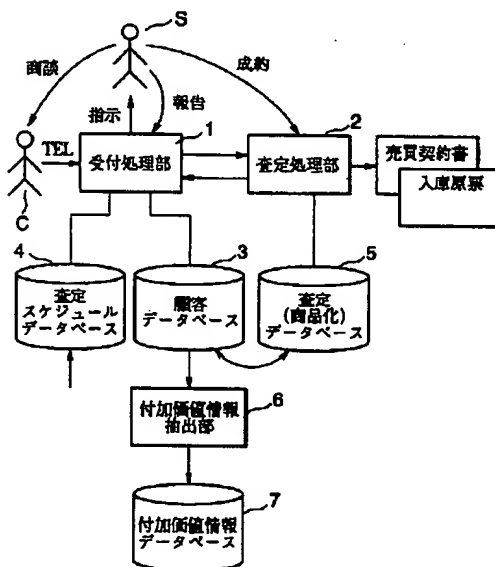 S
商談
成約
指示
報告
1
2
TEL
受付処理部
査定処理部
売買契約書
入庫原票
C
4
3
5
査定
スケジュール
データベース
顧客
データベース
査定
(商品化)
データベース
付加価値情報
抽出部
6
付加価値情報
データベース
7